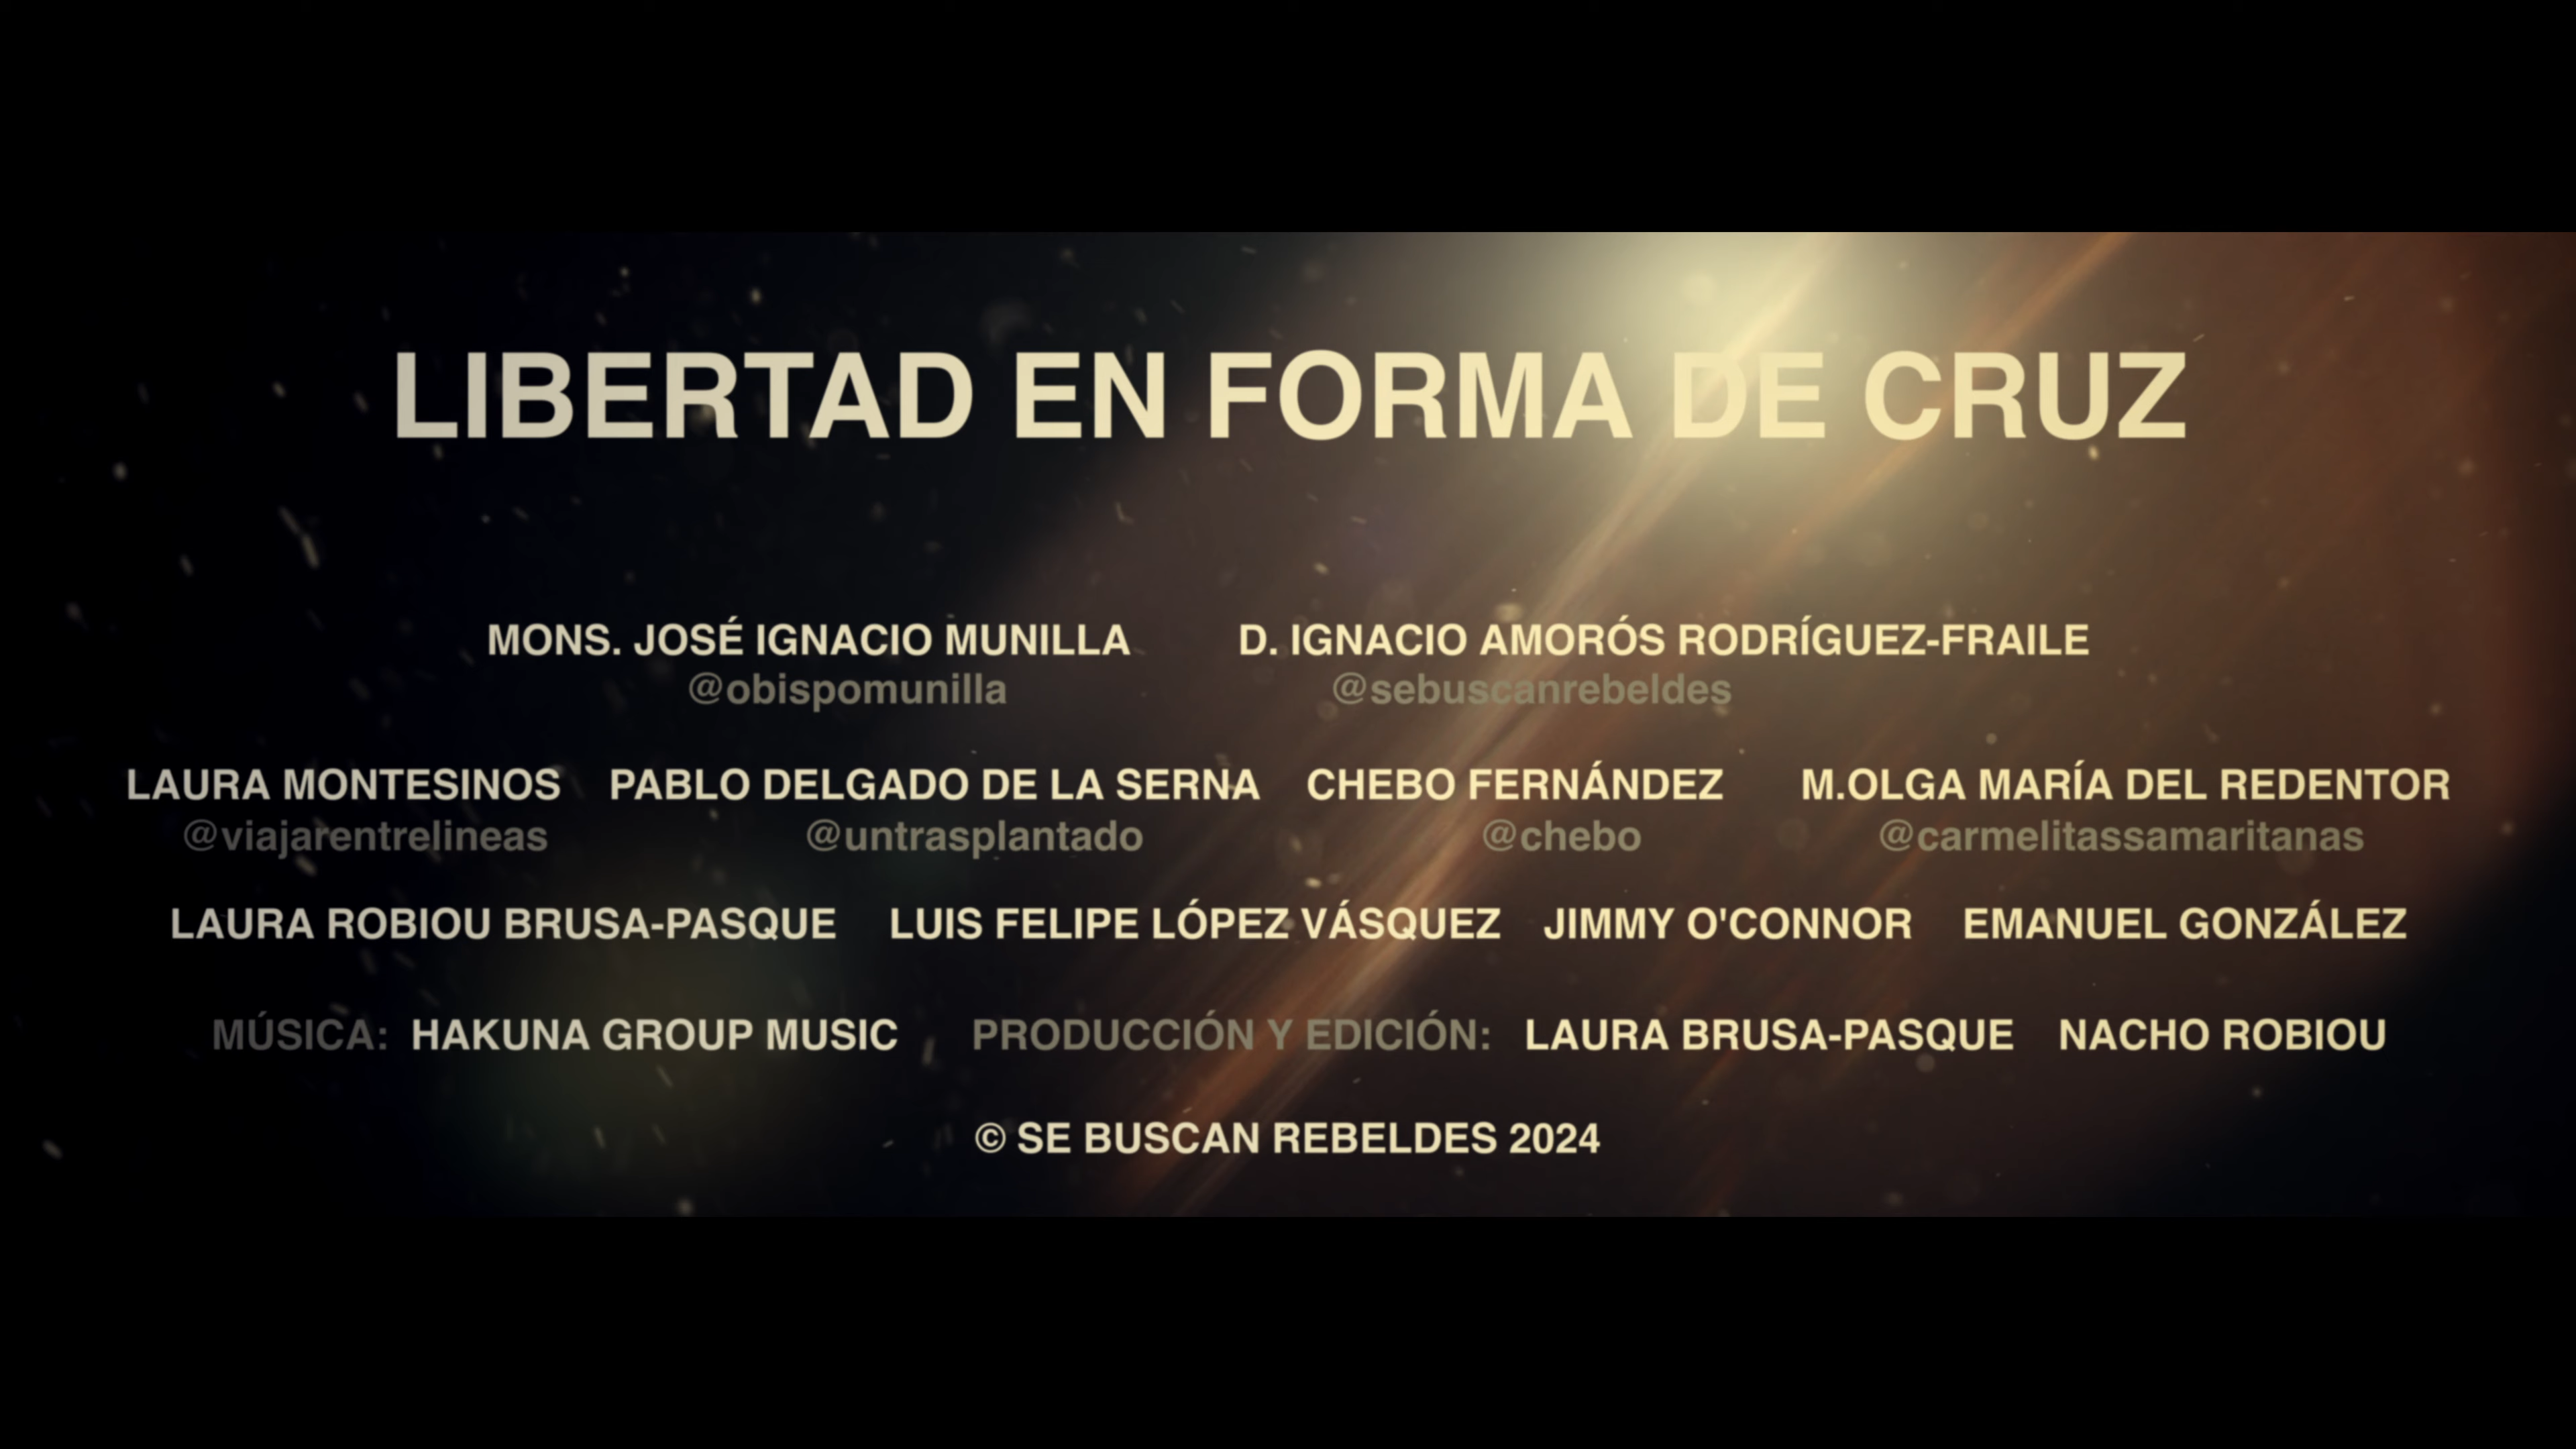 LIBERTAD EN FORMA DE CRUZ
MONS. JOSÉ IGNACIO MUNILLA D. IGNACIO AMORÓS RODRÍGUEZ-FRAILE
@obispomunilla @sebuscanrebeldes
LAURA MONTESINOS PABLO DELGADO DE LA SERNA CHEBO FERNÁNDEZ M.OLGA MARÍA DEL REDENTOR
@viajarentrelineas @untrasplantado @chebo @carmelitassamaritanas
LAURA ROBIOU BRUSA-PASQUE LUIS FELIPE LÓPEZ VÁSQUEZ JIMMY O'CONNOR EMANUEL GONZÁLEZ
MÚSICA: HAKUNA GROUP MUSIC PRODUCCIÓN Y EDICIÓN: LAURA BRUSA-PASQUE NACHO ROBIOU
© SE BUSCAN REBELDES 2024